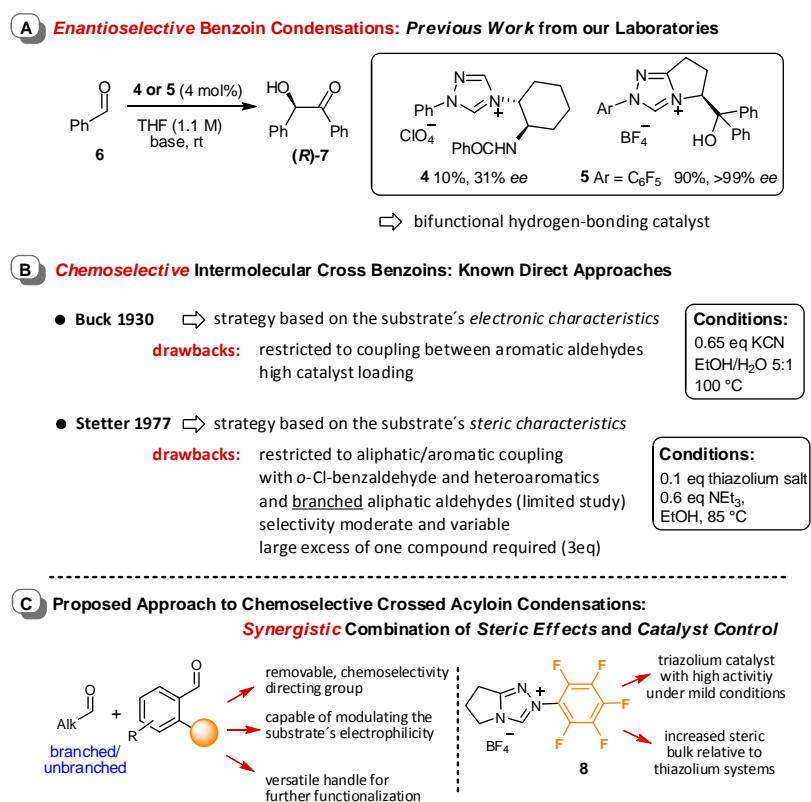 A Enantioselective Benzoin Condensations: Previous Work from our Laboratories
HO O
Ph Ph
(R)-7
O
Ph
6
4 or 5 (4 mol%)
THF (1.1 M)
base, rt
N
Ph N N +
ClO4 −
PhOCHN
4 10%, 31% ee
N
Ar N N +
BF4 −
HO Ph Ph
5 Ar = C6F5 90%, >99% ee
⇨ bifunctional hydrogen-bonding catalyst
B Chemoselective Intermolecular Cross Benzoins: Known Direct Approaches
● Buck 1930 ⇨ strategy based on the substrate´s electronic characteristics
drawbacks: restricted to coupling between aromatic aldehydes
high catalyst loading
Conditions:
0.65 eq KCN
EtOH/H2O 5:1
100 °C
● Stetter 1977 ⇨ strategy based on the substrate´s steric characteristics
drawbacks: restricted to aliphatic/aromatic coupling
with o-Cl-benzaldehyde and heteroaromatics
and branched aliphatic aldehydes (limited study)
selectivity moderate and variable
large excess of one compound required (3eq)
Conditions:
0.1 eq thiazolium salt
0.6 eq NEt3,
EtOH, 85 °C
C Proposed Approach to Chemoselective Crossed Acyloin Condensations:
Synergistic Combination of Steric Effects and Catalyst Control
O
Alk
branched/
unbranched
+
O
R
removable, chemoselectivity
directing group
capable of modulating the
substrate´s electrophilicity
versatile handle for
further functionalization
N + N N
BF4 −
F F F F F
8
triazolium catalyst
with high activitiy
under mild conditions
increased steric
bulk relative to
thiazolium systems